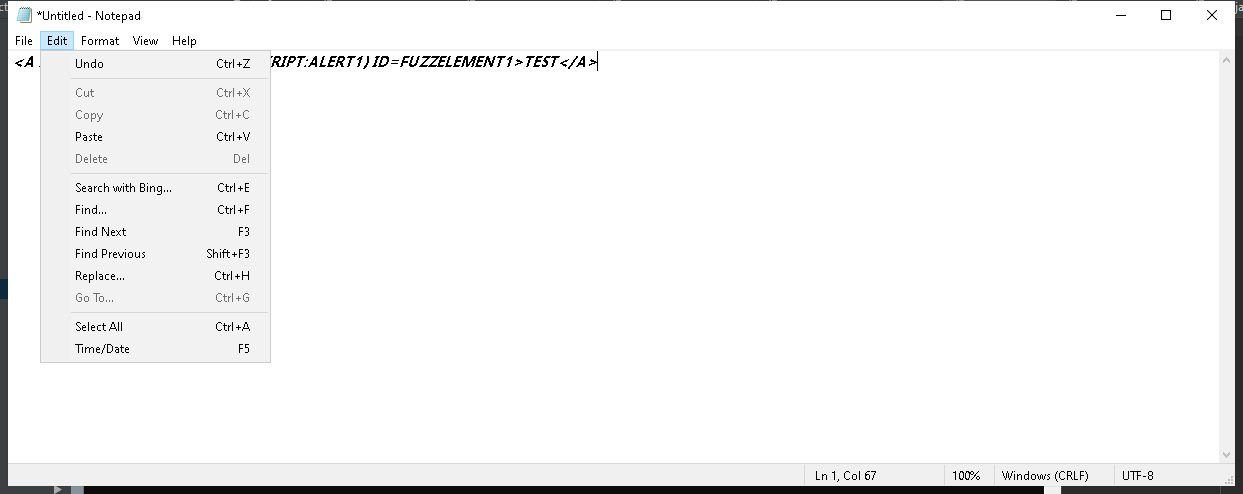 *Untitled - Notepad
File Edit Format View Help
<A RIPT:ALERT1) ID=FUZZELEMENT1>TEST</A>
Undo Ctrl+Z
Cut Ctrl+X
Copy Ctrl+C
Paste Ctrl+V
Delete Del
Search with Bing... Ctrl+E
Find... Ctrl+F
Find Next F3
Find Previous Shift+F3
Replace... Ctrl+H
Go To... Ctrl+G
Select All Ctrl+A
Time/Date F5
Ln 1, Col 67 100% Windows (CRLF) UTF-8